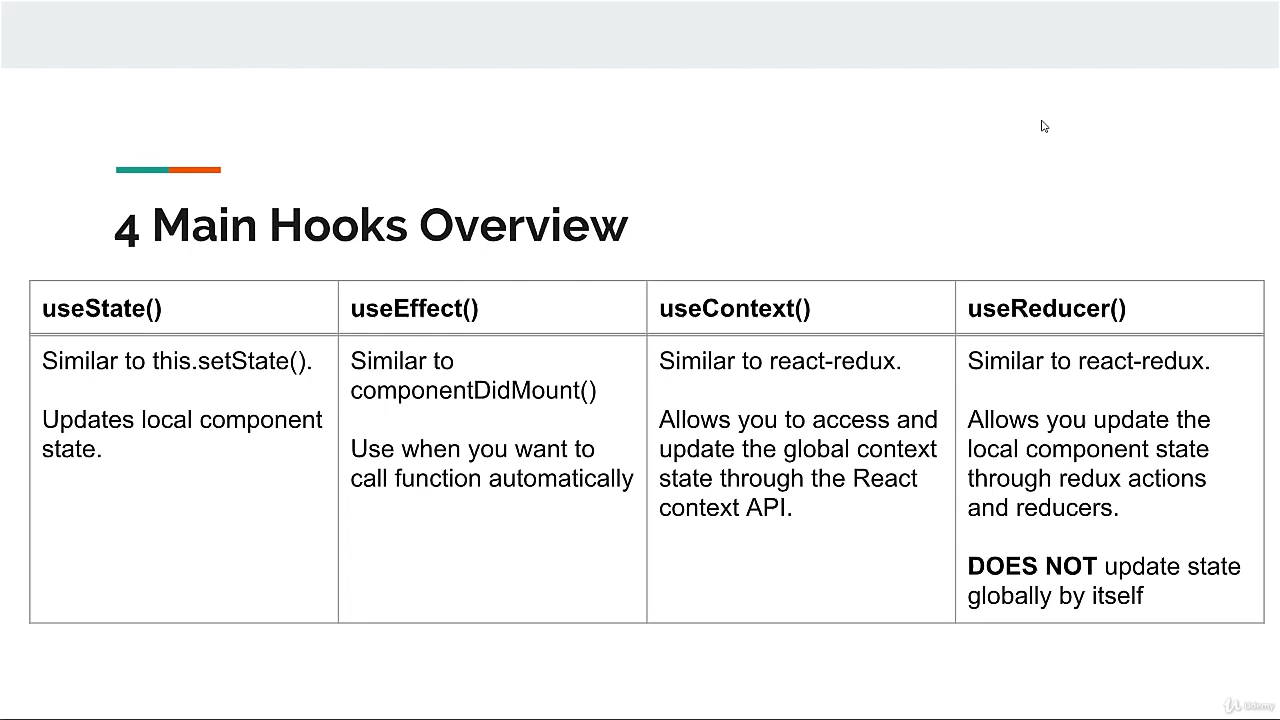 4 Main Hooks Overview
useState()
Similar to this.setState().
Updates local component
state.
useEffect()
Similar to
componentDidMount()
Use when you want to
call function automatically
useContext()
Similar to react-redux.
Allows you to access and
update the global context
state through the React
context API.
useReducer()
Similar to react-redux.
Allows you update the
local component state
through redux actions
and reducers.
DOES NOT update state
globally by itself
Udemy